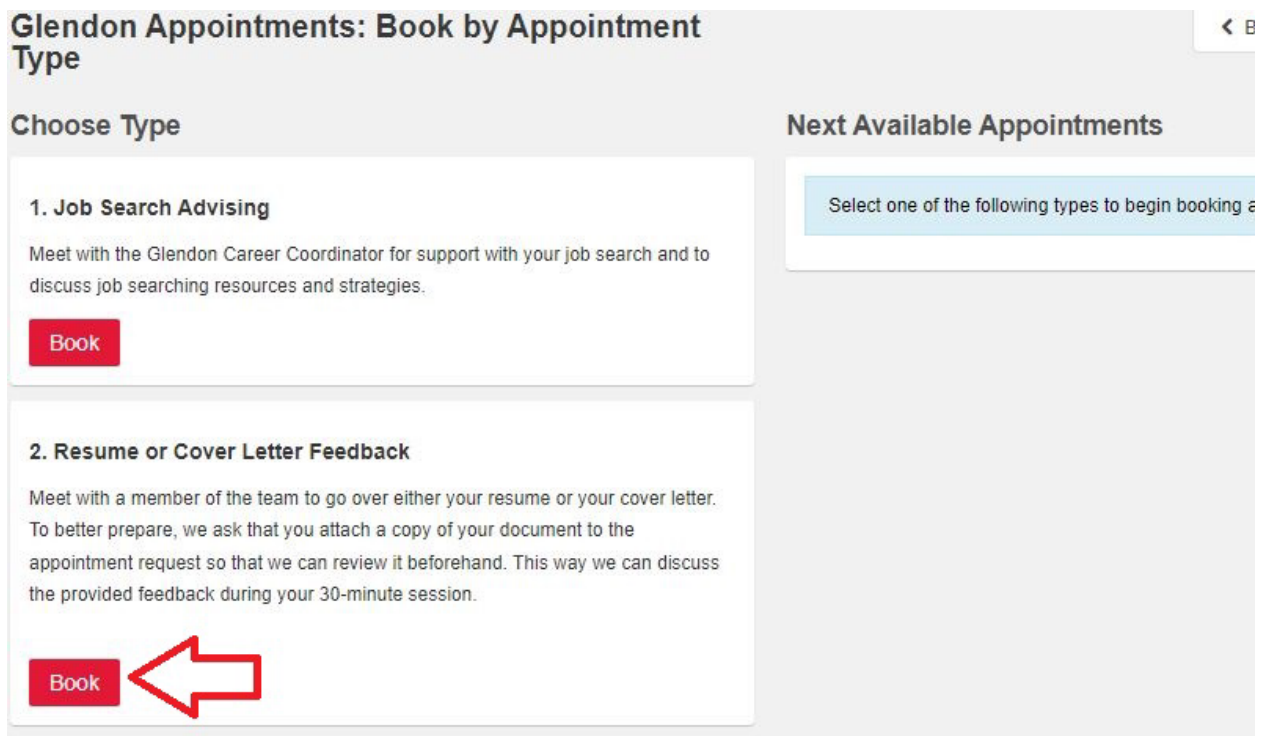 Glendon Appointments: Book by Appointment
Type
B
Choose Type
1. Job Search Advising
Meet with the Glendon Career Coordinator for support with your job search and to
discuss job searching resources and strategies.
Book
2. Resume or Cover Letter Feedback
Meet with a member of the team to go over either your resume or your cover letter.
To better prepare, we ask that you attach a copy of your document to the
appointment request so that we can review it beforehand. This way we can discuss
the provided feedback during your 30-minute session.
Book
Next Available Appointments
Select one of the following types to begin booking a